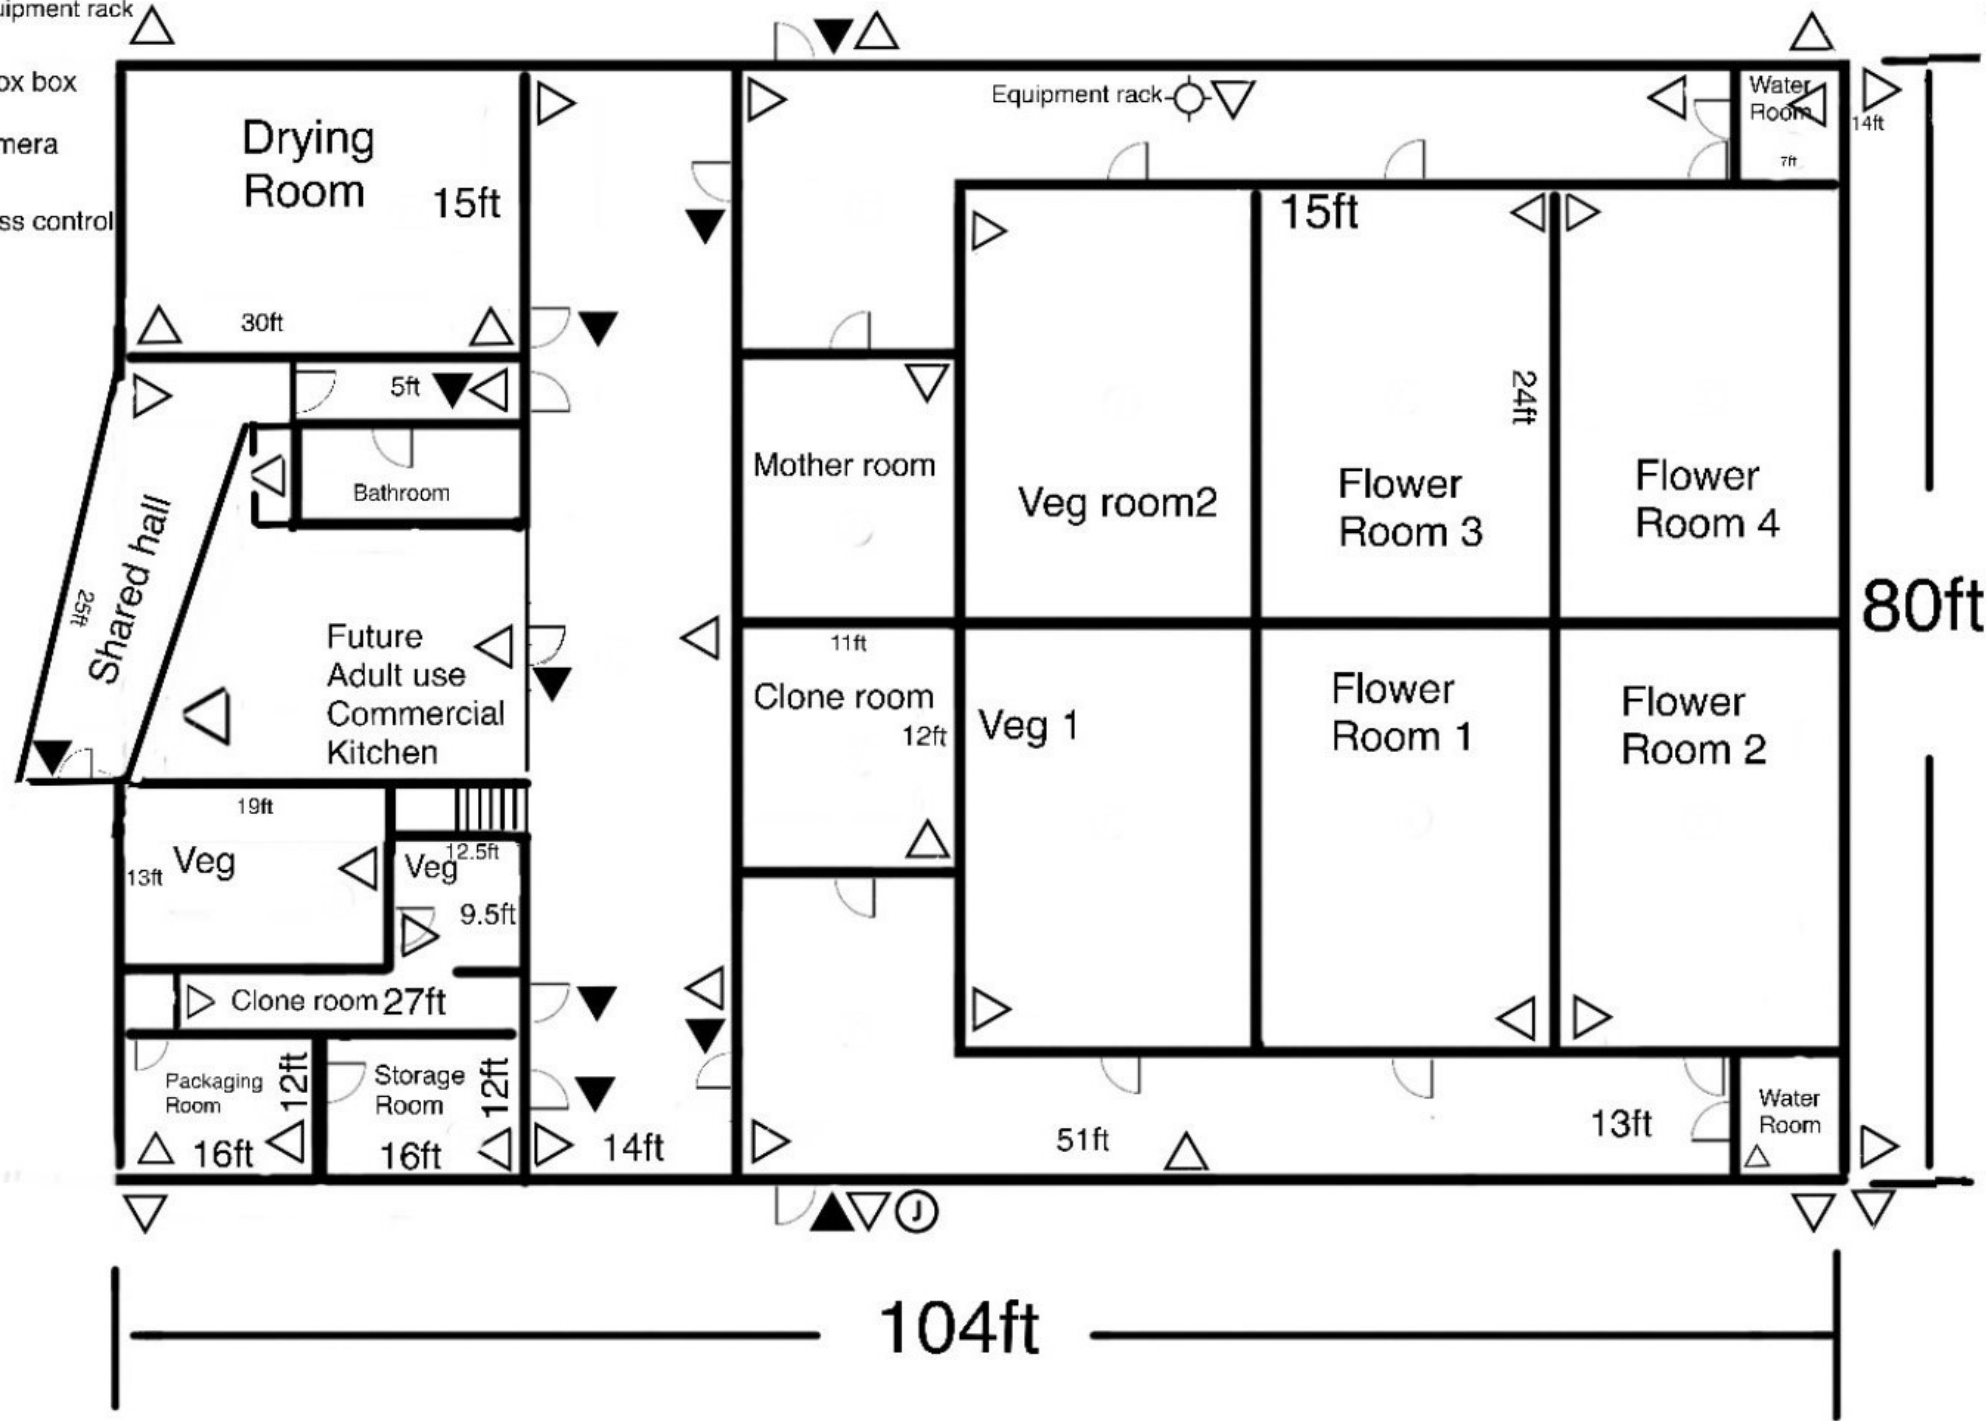 uipment rack
ox box
mera
ss control
Drying
Room
15ft
30ft
5ft
Bathroom
Shared hall
25ft
Future
Adult use
Commercial
Kitchen
19ft
Veg
13ft
12.5ft
Veg
9.5ft
Clone room 27ft
Packaging
Room
12ft
16ft
Storage
Room
12ft
16ft
14ft
Equipment rack
Water
Room
14ft
7ft
15ft
Mother room
Veg room2
24ft
Flower
Room 3
Flower
Room 4
80ft
11ft
Clone room
12ft
Veg 1
Flower
Room 1
Flower
Room 2
51ft
13ft
Water
Room
J
104ft